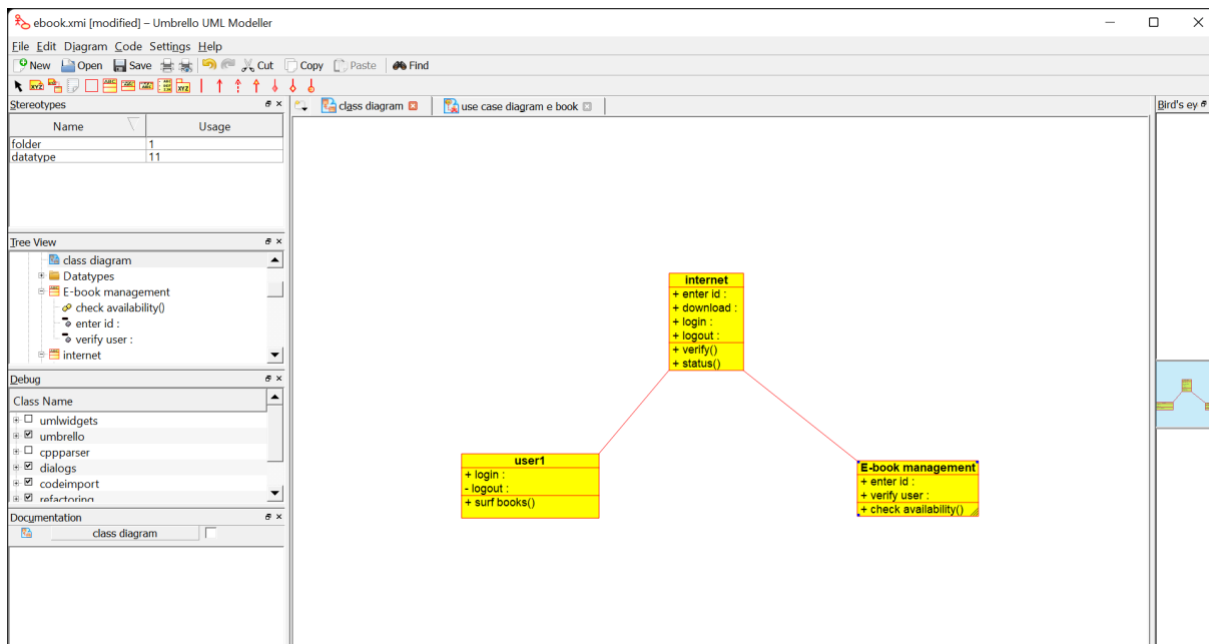 ebook.xmi [modified] – Umbrello UML Modeller
File Edit Diagram Code Settings Help
New Open Save Cut Copy Paste Find
XYZ
Stereotypes
class diagram use case diagram e book
Bird's ey
Name Usage
folder 1
datatype 11
Tree View
class diagram
Datatypes
E-book management
check availability()
enter id :
verify user :
internet
Debug
Class Name
umlwidgets
umbrello
cppparser
dialogs
codeimport
refactoring
Documentation
class diagram
internet
+ enter id :
+ download :
+ login :
+ logout :
+ verify()
+ status()
user1
+ login :
- logout :
+ surf books()
E-book management
+ enter id :
+ verify user :
+ check availability()